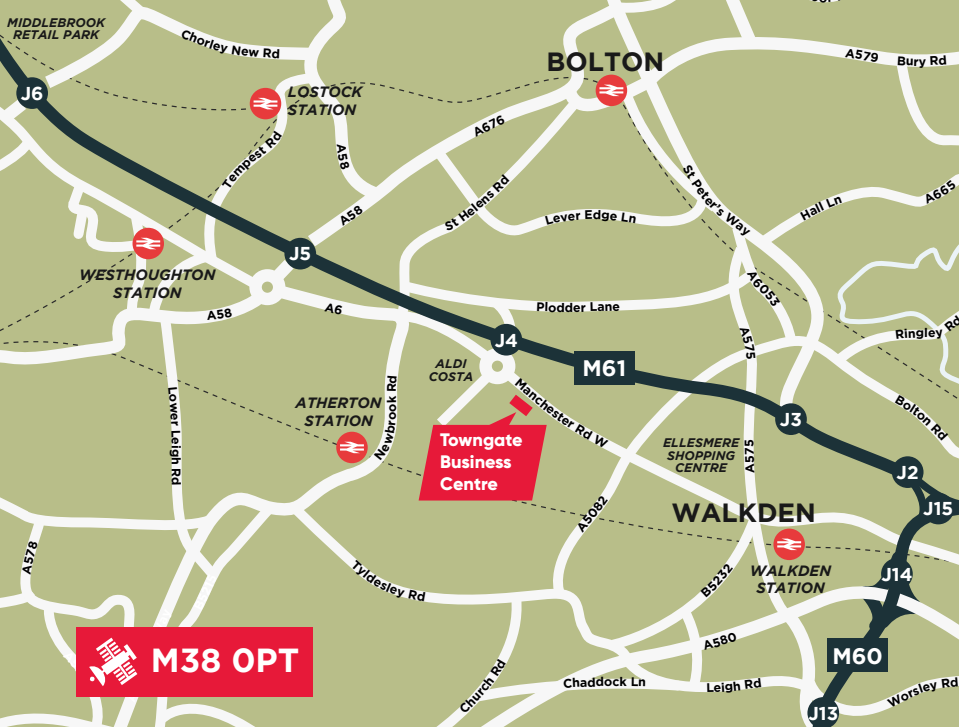 MIDDLEBROOK
RETAIL PARK
Chorley New Rd
BOLTON
A579
Bury Rd
J6
LOSTOCK
STATION
A676
Tempest Rd
A58
St Peter's Way
A58
St Helens Rd
Lever Edge Ln
Hall Ln
A665
J5
WESTHOUGHTON
STATION
A58
A6
Plodder Lane
A6053
A575
Ringley Rd
J4
M61
ALDI
COSTA
Manchester Rd W
Lower Leigh Rd
ATHERTON
STATION
Newbrook Rd
Towngate
Business
Centre
J3
Bolton Rd
ELLESMERE
SHOPPING
CENTRE
A575
J2
J15
WALKDEN
A5082
A578
WALKDEN
STATION
J14
Tyldesley Rd
B5232
A580
M38 0PT
M60
Church Rd
Chaddock Ln
Leigh Rd
Worsley Rd
J13